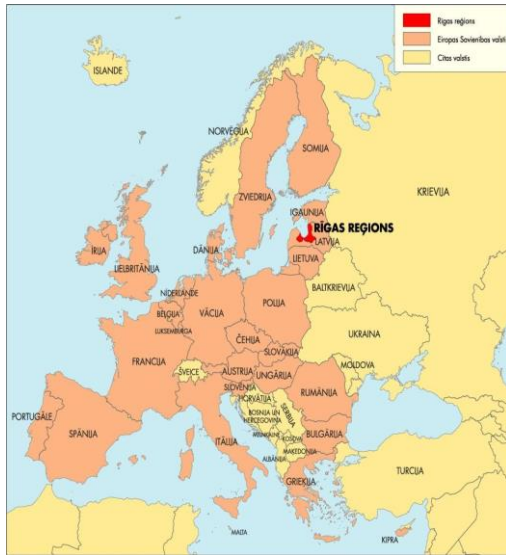 Rīgas reģions
Eiropas Savienības valstis
Citas valstis
ISLANDE
NORVĒĢIJA
SOMIJA
ZVIEDRIJA
KRIEVIJA
IGAUNIJA
RĪGAS REĢIONS
LATVIJA
LIETUVA
DĀNIJA
ĪRIJA
LIELBRITĀNIJA
BALTKRIEVIJA
NĪDERLANDE
POLIJA
VĀCIJA
BEĻĢIJA
LUKSEMBURGA
UKRAINA
ČEHIJA
SLOVĀKIJA
MOLDOVA
FRANCIJA
ŠVEICE
AUSTRIJA
UNGĀRIJA
SLOVĒNIJA
HORVĀTIJA
RUMĀNIJA
BOSNIJA UN
HERCEGOVINA
SERBIJA
PORTUGĀLE
SPĀNIJA
ITĀLIJA
MELNKALNE
KOSOVA
BULGĀRIJA
MAKEDONIJA
ALBĀNIJA
GRIEĶIJA
TURCIJA
MALTA
KIPRA